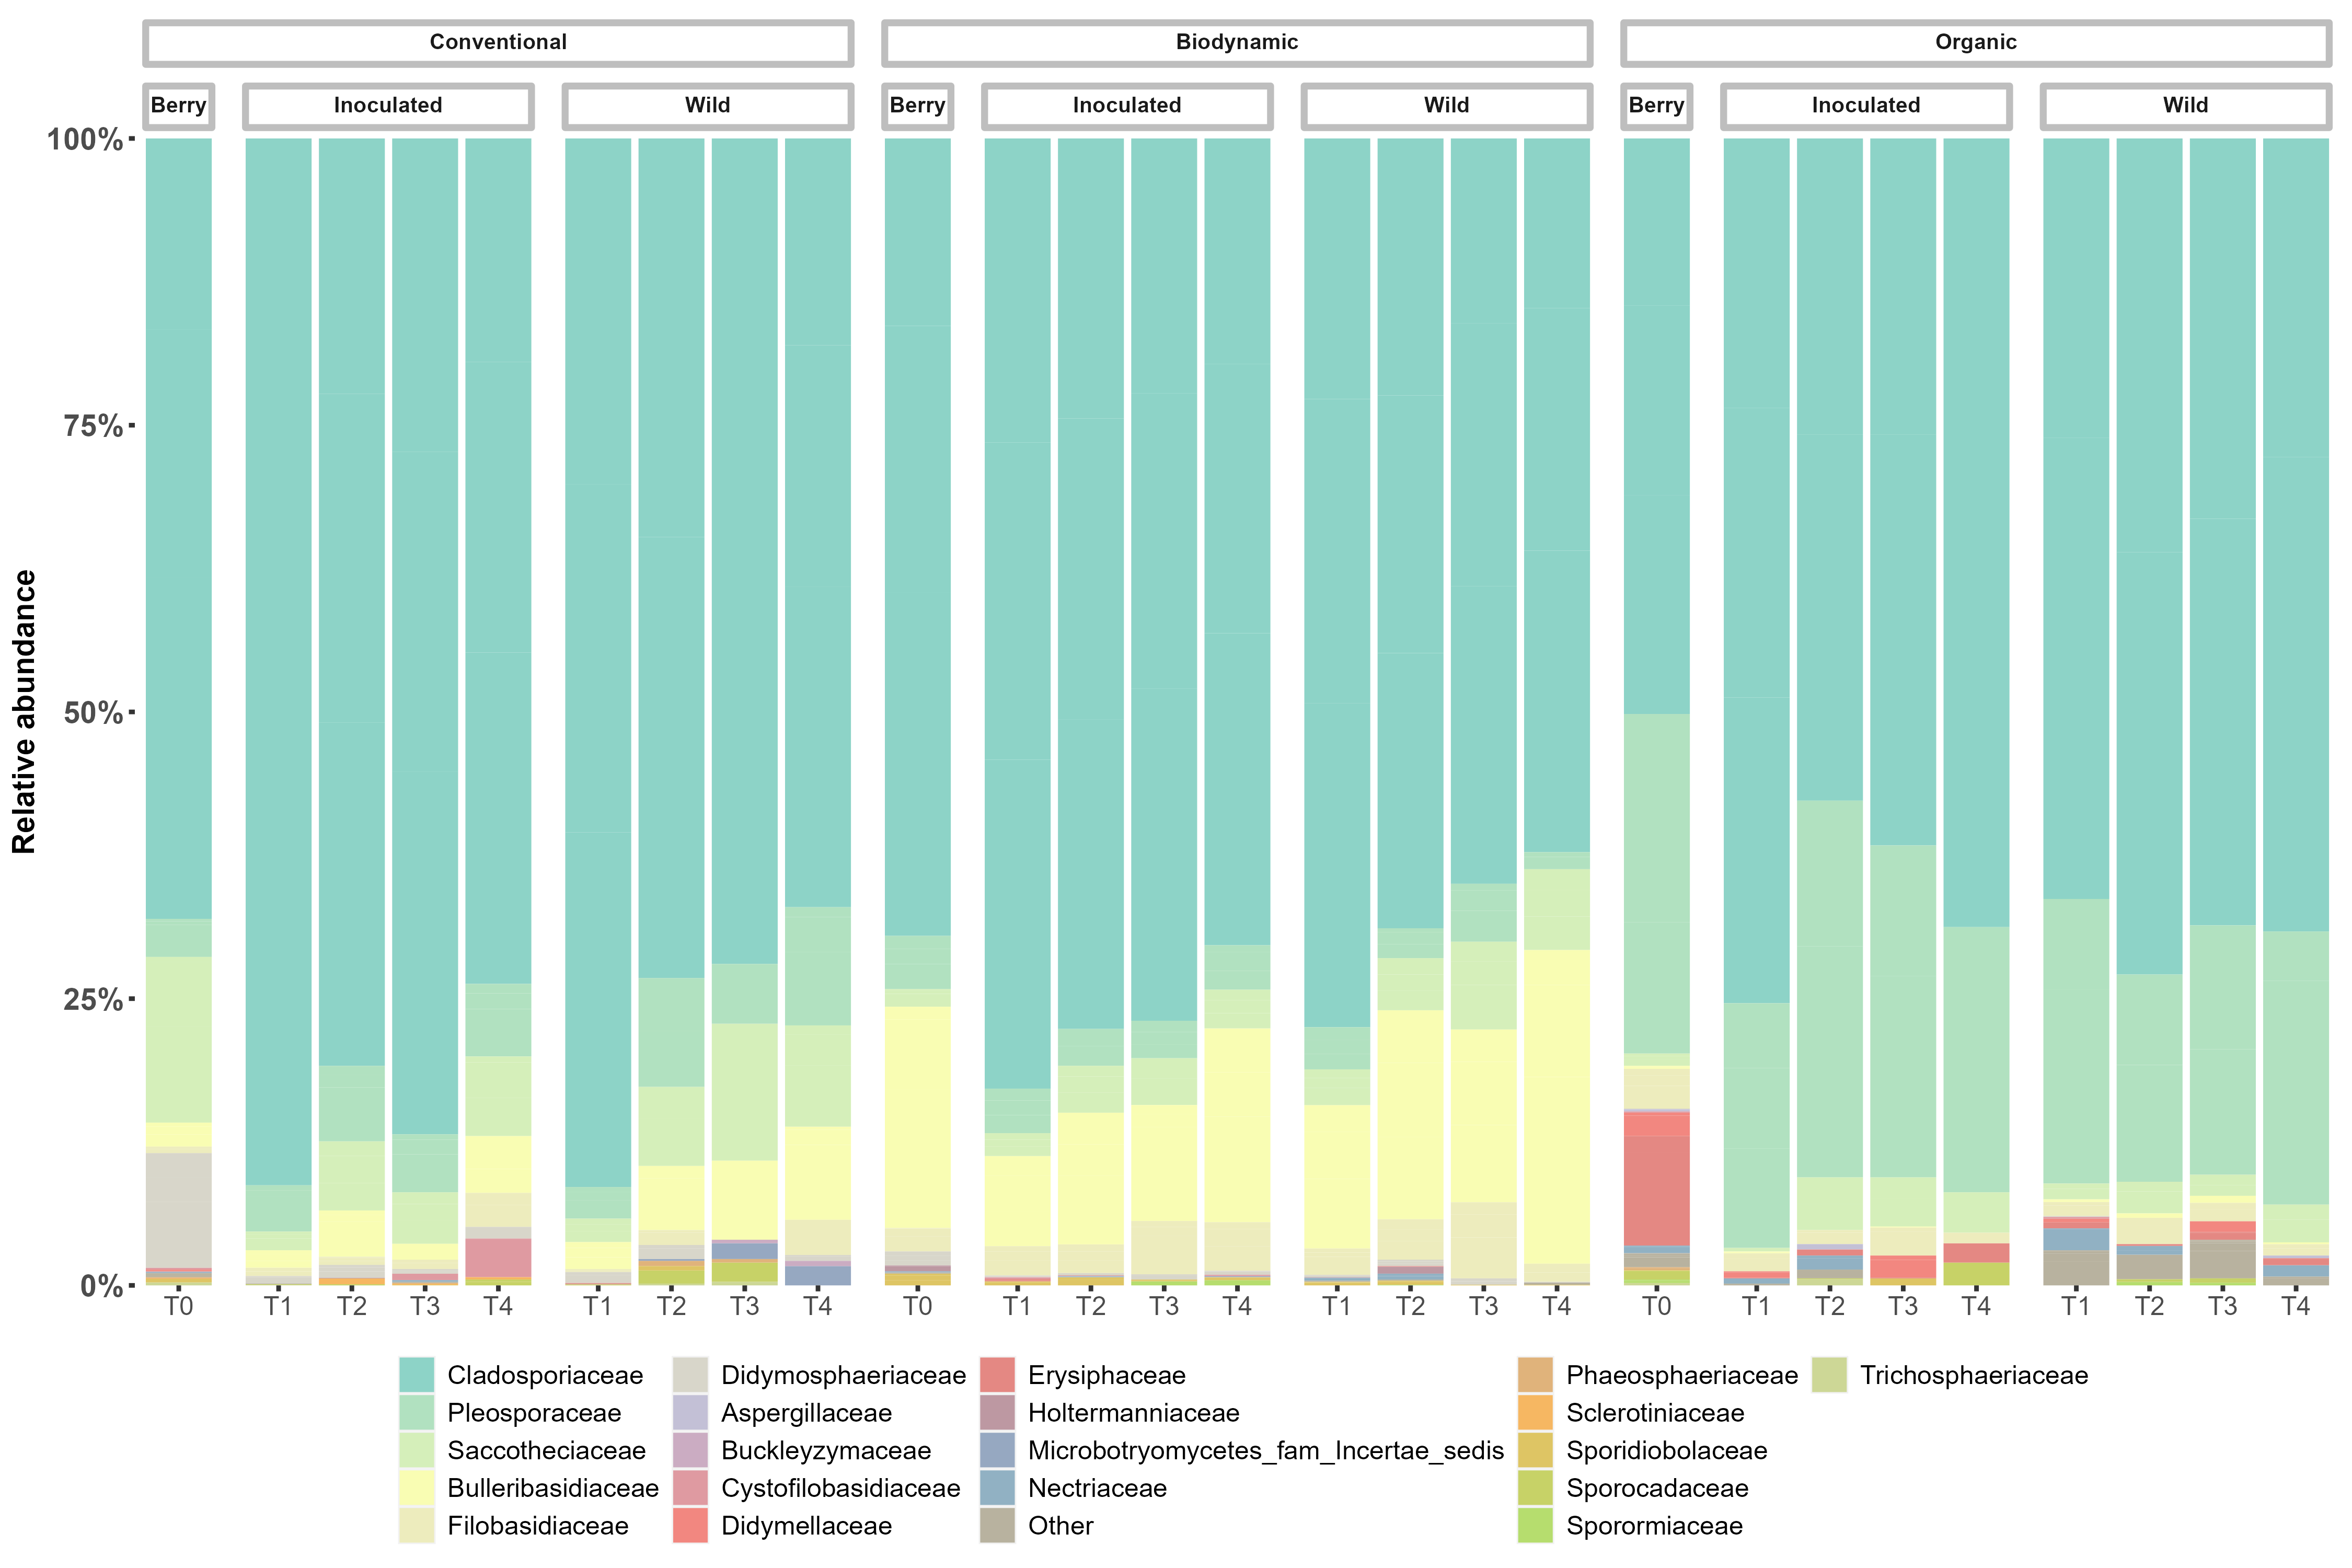 Conventional Biodynamic Organic
Berry Inoculated Wild Berry Inoculated Wild Berry Inoculated Wild
100%
75%
50%
25%
0%
Relative abundance
T0 T1 T2 T3 T4 T1 T2 T3 T4 T0 T1 T2 T3 T4 T1 T2 T3 T4 T0 T1 T2 T3 T4 T1 T2 T3 T4
Cladosporiaceae Didymosphaeriaceae Erysiphaceae Phaeosphaeriaceae Trichosphaeriaceae
Pleosporaceae Aspergillaceae Holtermanniaceae Sclerotiniaceae
Saccotheciaceae Buckleyzymaceae Microbotryomycetes_fam_Incertae_sedis Sporidiobolaceae
Bulleribasidiaceae Cystofilobasidiaceae Nectriaceae Sporocadaceae
Filobasidiaceae Didymellaceae Other Sporormiaceae